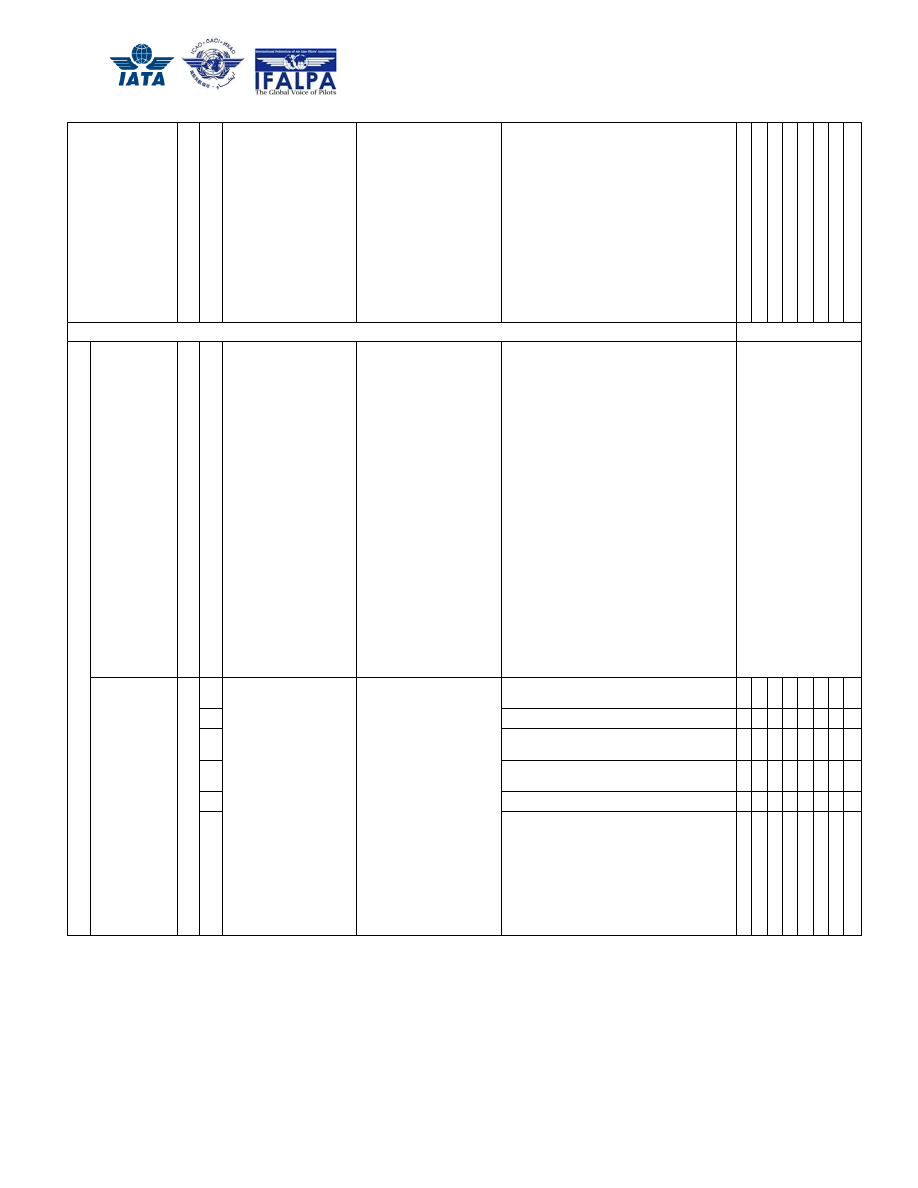 IATA
ICAO · OACI · ИКАО
International Federation of Air Line Pilots' Associations
IFALPA
The Global Voice of Pilots